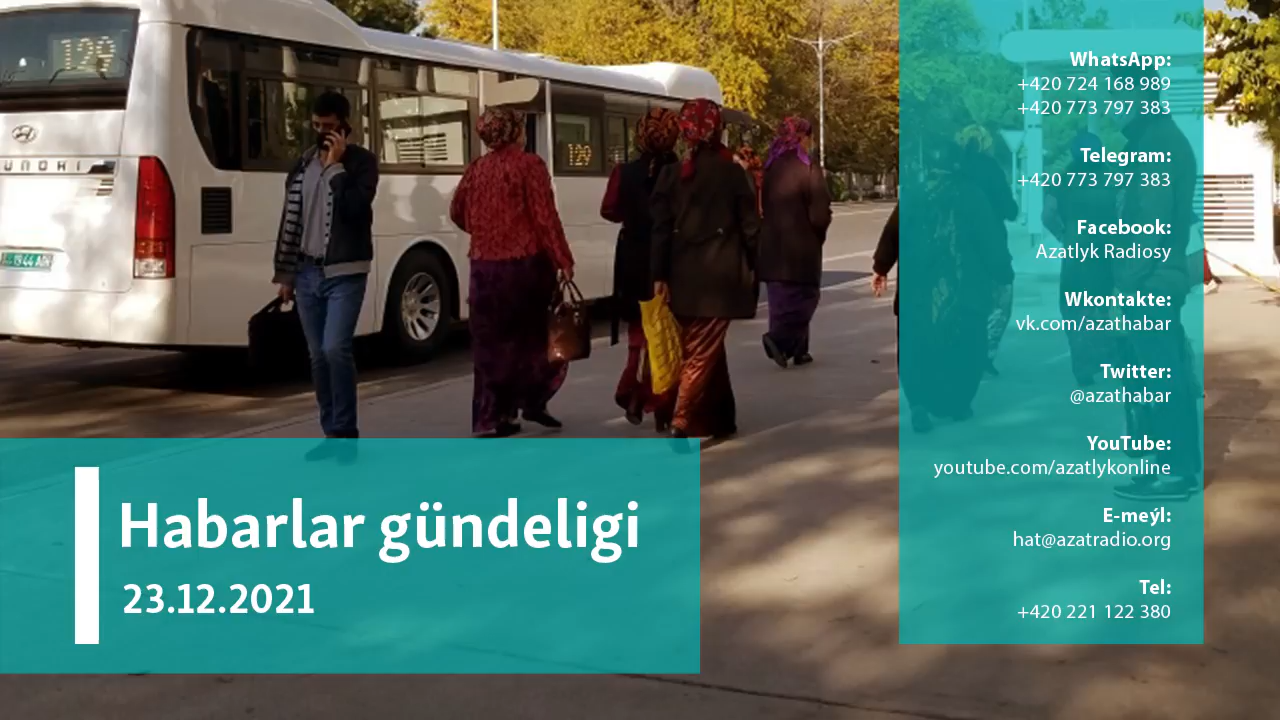 129
129
UNDAI
Habarlar gündeligi
23.12.2021
WhatsApp:
+420 724 168 989
+420 773 797 383
Telegram:
+420 773 797 383
Facebook:
Azatlyk Radiosy
Wkontakte:
vk.com/azathabar
Twitter:
@azathabar
YouTube:
youtube.com/azatlykonline
E-meýl:
hat@azatradio.org
Tel:
+420 221 122 380